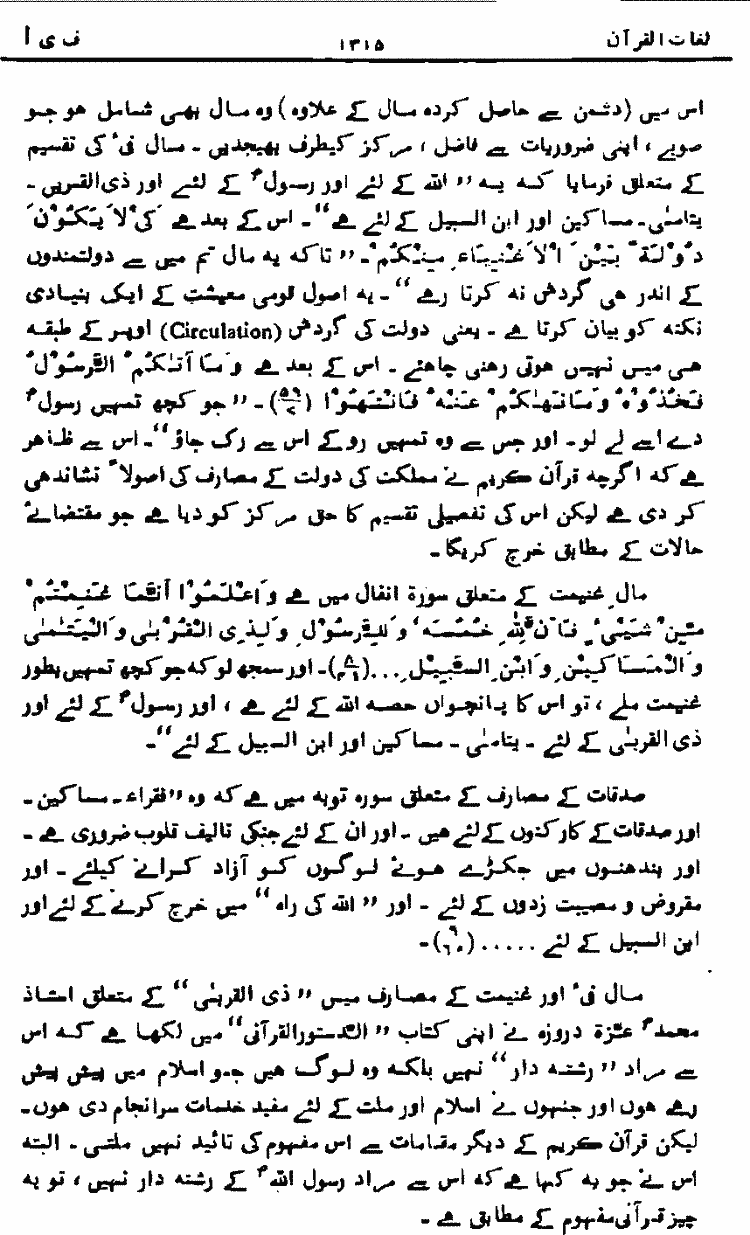 لغات القرآن ۱۳۱۵ ف ی أ
اس میں (دشمن سے حاصل کردہ مال کے علاوہ) وہ مال بھی شامل ہو جو
صوبے ، اپنی ضروریات سے فاضل ، مرکز کیطرف بھیجدیں ۔ مال فئ کی تقسیم
کے متعلق فرمایا کہ یہ ”اللہ کے لئے اور رسولؐ کے لئے اور ذی القربیٰ ۔
یتامیٰ ۔ مساکین اور ابن السبیل کے لئے ہے“ ۔ اس کے بعد ہے کَیْ لَا یَکُوْنَ
دُوْلَةً بَیْنَ الْاَغْنِیَاءِ مِنْکُمْ ۔ ”تاکہ یہ مال تم میں سے دولتمندوں
کے اندر ھی گردش نہ کرتا رہے“ ۔ یہ اصول قومی معیشت کے ایک بنیادی
نکتہ کو بیان کرتا ہے ۔ یعنی دولت کی گردش (Circulation) اوپر کے طبقہ
ھی میں نہیں ہوتی رہنی چاہئے ۔ اس کے بعد ہے وَمَا آتٰکُمُ الرَّسُوْلُ
فَخُذُوْہُ وَمَا نَھٰکُمْ عَنْہُ فَانْتَھُوْا (۵۹/۷) ۔ ”جو کچھ تمہیں رسولؐ
دے اسے لے لو ۔ اور جس سے وہ تمہیں روکے اس سے رک جاؤ“ ۔ اس سے ظاہر
ہے کہ اگرچہ قرآن کریم نے مملکت کی دولت کے مصارف کی اصولاً نشاندھی
کر دی ہے لیکن اس کی تفصیلی تقسیم کا حق مرکز کو دیا ہے جو مقتضائے
حالات کے مطابق خرچ کریگا ۔
مالِ غنیمت کے متعلق سورۃ انفال میں ہے وَاعْلَمُوْا اَنَّمَا غَنِمْتُمْ
مِّنْ شَیْئٍ فَاَنَّ لِلّٰہِ خُمُسَہٗ وَلِلرَّسُوْلِ وَلِذِی الْقُرْبٰی وَالْیَتٰمٰی
وَالْمَسَاکِیْنِ وَابْنِ السَّبِیْلِ ... (۸/۴۱) ۔ اور سمجھ لو کہ جو کچھ تمہیں بطور
غنیمت ملے ، تو اس کا پانچواں حصہ اللہ کے لئے ہے ، اور رسولؐ کے لئے اور
ذی القربیٰ کے لئے ۔ یتامیٰ ۔ مساکین اور ابن السبیل کے لئے“ ۔
صدقات کے مصارف کے متعلق سورہ توبہ میں ہے کہ وہ ”فقراء ۔ مساکین ۔
اور صدقات کے کارکنوں کے لئے ہیں ۔ اور ان کے لئے جنکی تالیف قلوب ضروری ہے ۔
اور بندھنوں میں جکڑے ہوئے لوگوں کو آزاد کرانے کیلئے ۔ اور
مقروض و مصیبت زدوں کے لئے ۔ اور ”اللہ کی راہ“ میں خرچ کرنے کے لئے اور
ابن السبیل کے لئے ..... (۹/۶۰) ۔
مال فئ اور غنیمت کے مصارف میں ”ذی القربیٰ“ کے متعلق استاذ
محمدؐ عزّۃ دروزہ نے اپنی کتاب ”الدستورالقرآنی“ میں لکھا ہے کہ اس
سے مراد ”رشتہ دار“ نہیں بلکہ وہ لوگ ہیں جو اسلام میں پیش پیش
رہے ہوں اور جنہوں نے اسلام اور ملت کے لئے مفید خدمات سرانجام دی ہوں ۔
لیکن قرآن کریم کے دیگر مقامات سے اس مفہوم کی تائید نہیں ملتی ۔ البتہ
اس نے جو یہ کہا ہے کہ اس سے مراد رسول اللہؐ کے رشتہ دار نہیں ، تو یہ
چیز قرآنی مفہوم کے مطابق ہے ۔